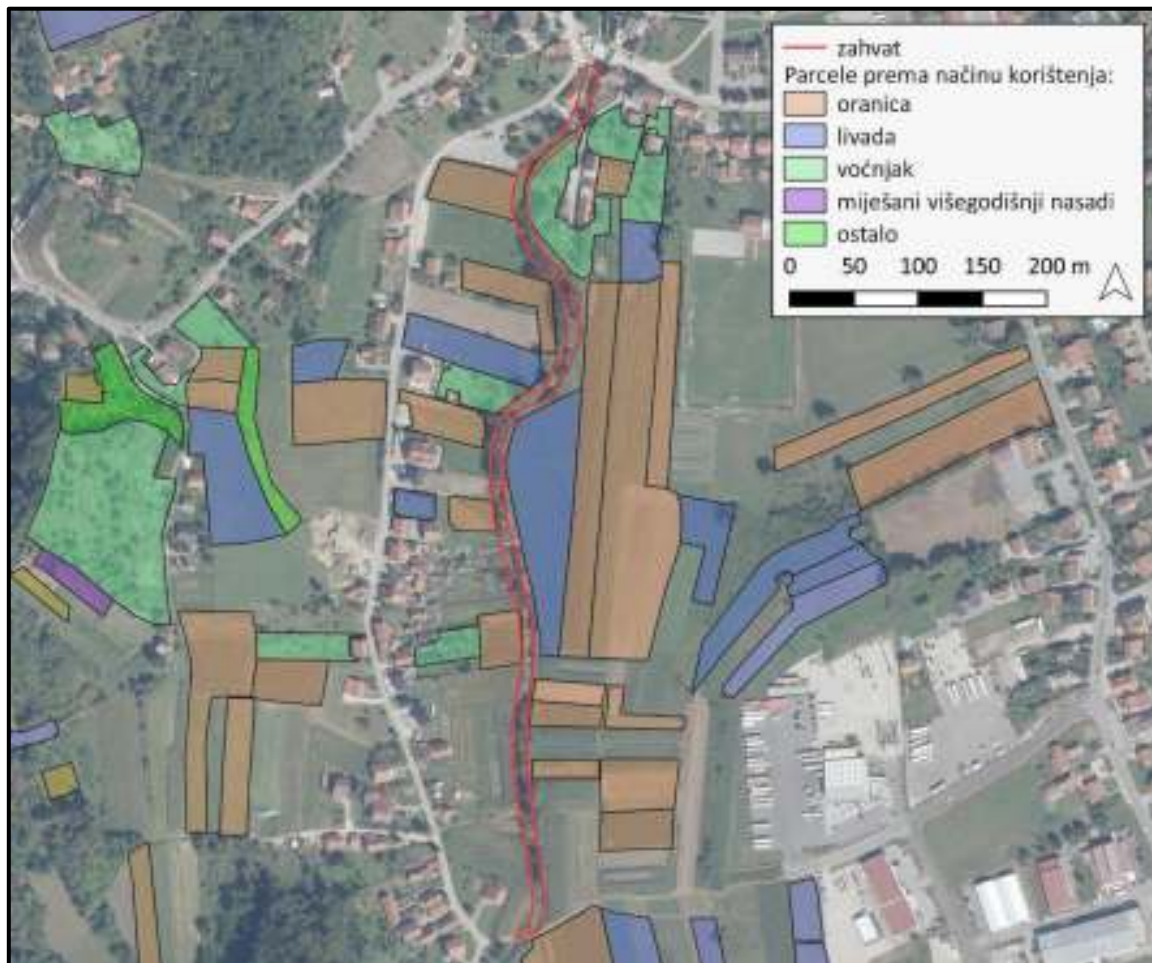 zahvat
Parcele prema načinu korištenja:
oranica
livada
voćnjak
miješani višegodišnji nasadi
ostalo
0 50 100 150 200 m